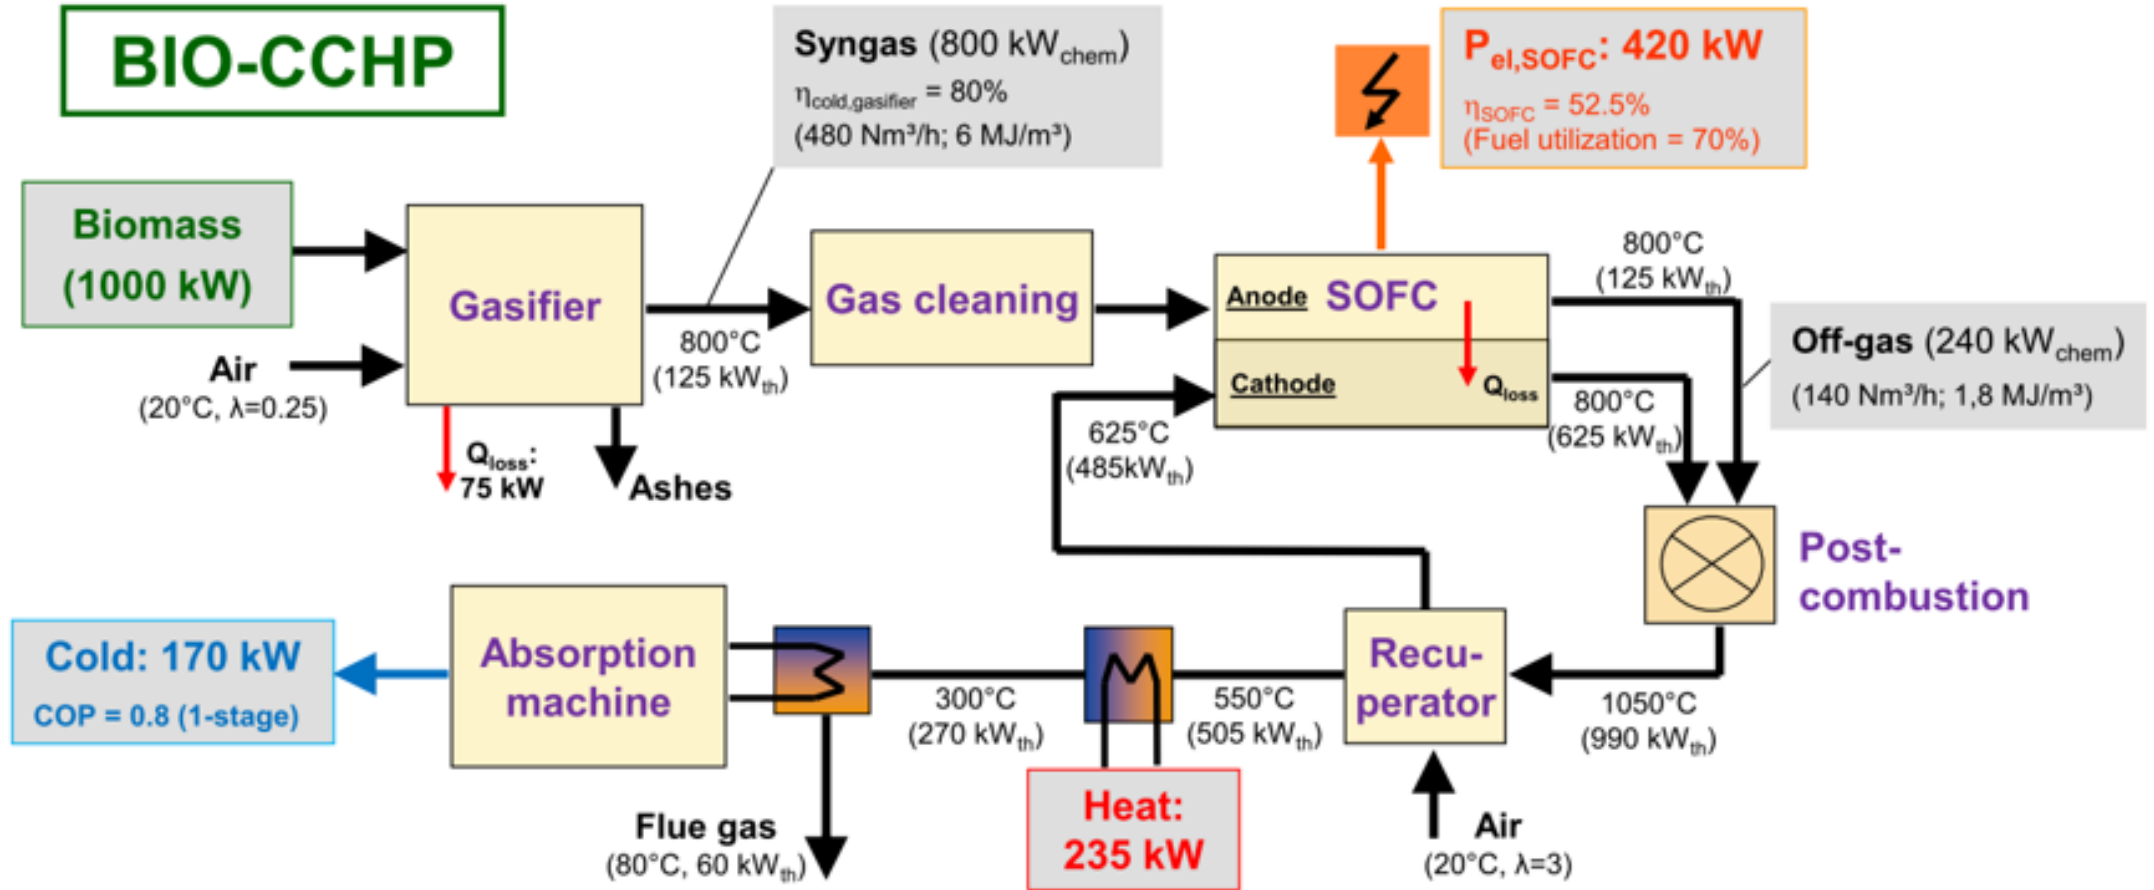 BIO-CCHP
Syngas (800 kWchem)
ηcold,gasifier = 80%
(480 Nm³/h; 6 MJ/m³)
Pel,SOFC: 420 kW
ηSOFC = 52.5%
(Fuel utilization = 70%)
Biomass
(1000 kW)
Air
(20°C, λ=0.25)
Gasifier
Qloss:
75 kW
Ashes
800°C
(125 kWth)
Gas cleaning
Anode SOFC
Cathode
Qloss
800°C
(125 kWth)
800°C
(625 kWth)
Off-gas (240 kWchem)
(140 Nm³/h; 1,8 MJ/m³)
625°C
(485kWth)
Post-
combustion
1050°C
(990 kWth)
Recu-
perator
Air
(20°C, λ=3)
550°C
(505 kWth)
Heat:
235 kW
300°C
(270 kWth)
Flue gas
(80°C, 60 kWth)
Absorption
machine
Cold: 170 kW
COP = 0.8 (1-stage)